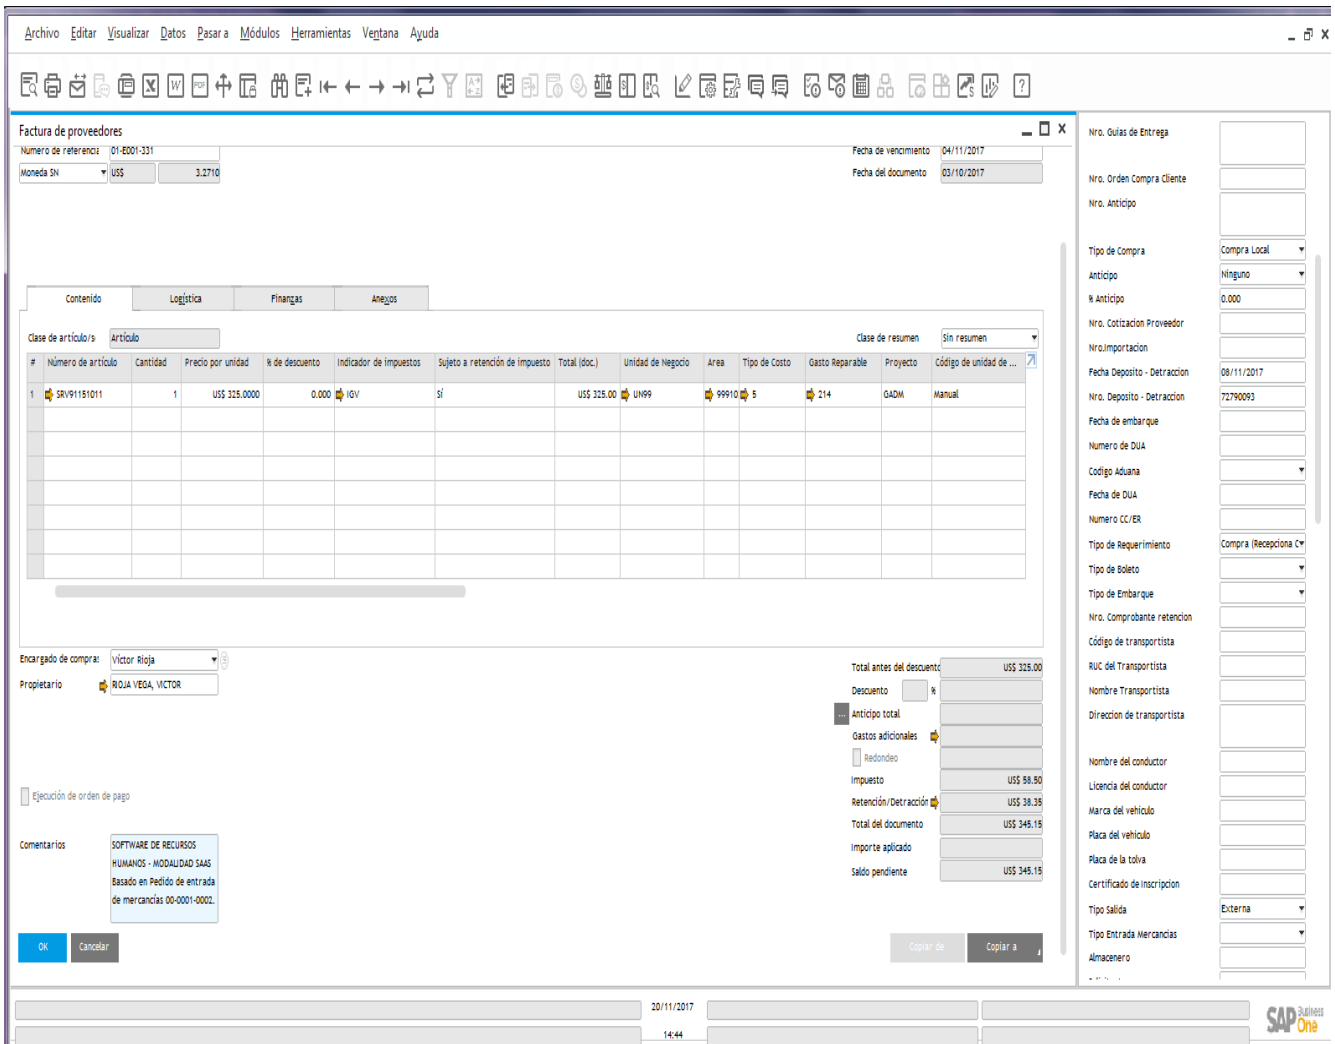 Archivo Editar Visualizar Datos Pasar a Módulos Herramientas Ventana Ayuda
Factura de proveedores
Numero de referencia 01-E001-331 Fecha de vencimiento 04/11/2017
Moneda SN US$ 3.2710 Fecha del documento 03/10/2017
Contenido Logística Finanzas Anexos
Clase de artículo/s Artículo Clase de resumen Sin resumen
# Número de artículo Cantidad Precio por unidad % de descuento Indicador de impuestos Sujeto a retención de impuesto Total (doc.) Unidad de Negocio Area Tipo de Costo Gasto Reparable Proyecto Código de unidad de ...
1 SRV91151011 1 US$ 325.0000 0.000 IGV Sí US$ 325.00 UN99 99910 5 214 GADM Manual
Encargado de compras Víctor Rioja
Propietario RIOJA VEGA, VICTOR
Ejecución de orden de pago
Comentarios SOFTWARE DE RECURSOS
HUMANOS - MODALIDAD SAAS
Basado en Pedido de entrada
de mercancías 00-0001-0002.
Total antes del descuento US$ 325.00
Descuento %
... Anticipo total
Gastos adicionales
Redondeo
Impuesto US$ 58.50
Retención/Detracción US$ 38.35
Total del documento US$ 345.15
Importe aplicado
Saldo pendiente US$ 345.15
OK Cancelar Copiar de Copiar a
Nro. Guias de Entrega
Nro. Orden Compra Cliente
Nro. Anticipo
Tipo de Compra Compra Local
Anticipo Ninguno
% Anticipo 0.000
Nro. Cotizacion Proveedor
Nro.Importacion
Fecha Deposito - Detraccion 08/11/2017
Nro. Deposito - Detraccion 72790093
Fecha de embarque
Numero de DUA
Codigo Aduana
Fecha de DUA
Numero CC/ER
Tipo de Requerimiento Compra (Recepciona C
Tipo de Boleto
Tipo de Embarque
Nro. Comprobante retencion
Código de transportista
RUC del Transportista
Nombre Transportista
Direccion de transportista
Nombre del conductor
Licencia del conductor
Marca del vehículo
Placa del vehículo
Placa de la tolva
Certificado de Inscripcion
Tipo Salida Externa
Tipo Entrada Mercancias
Almacenero
20/11/2017
14:44
SAP Business One